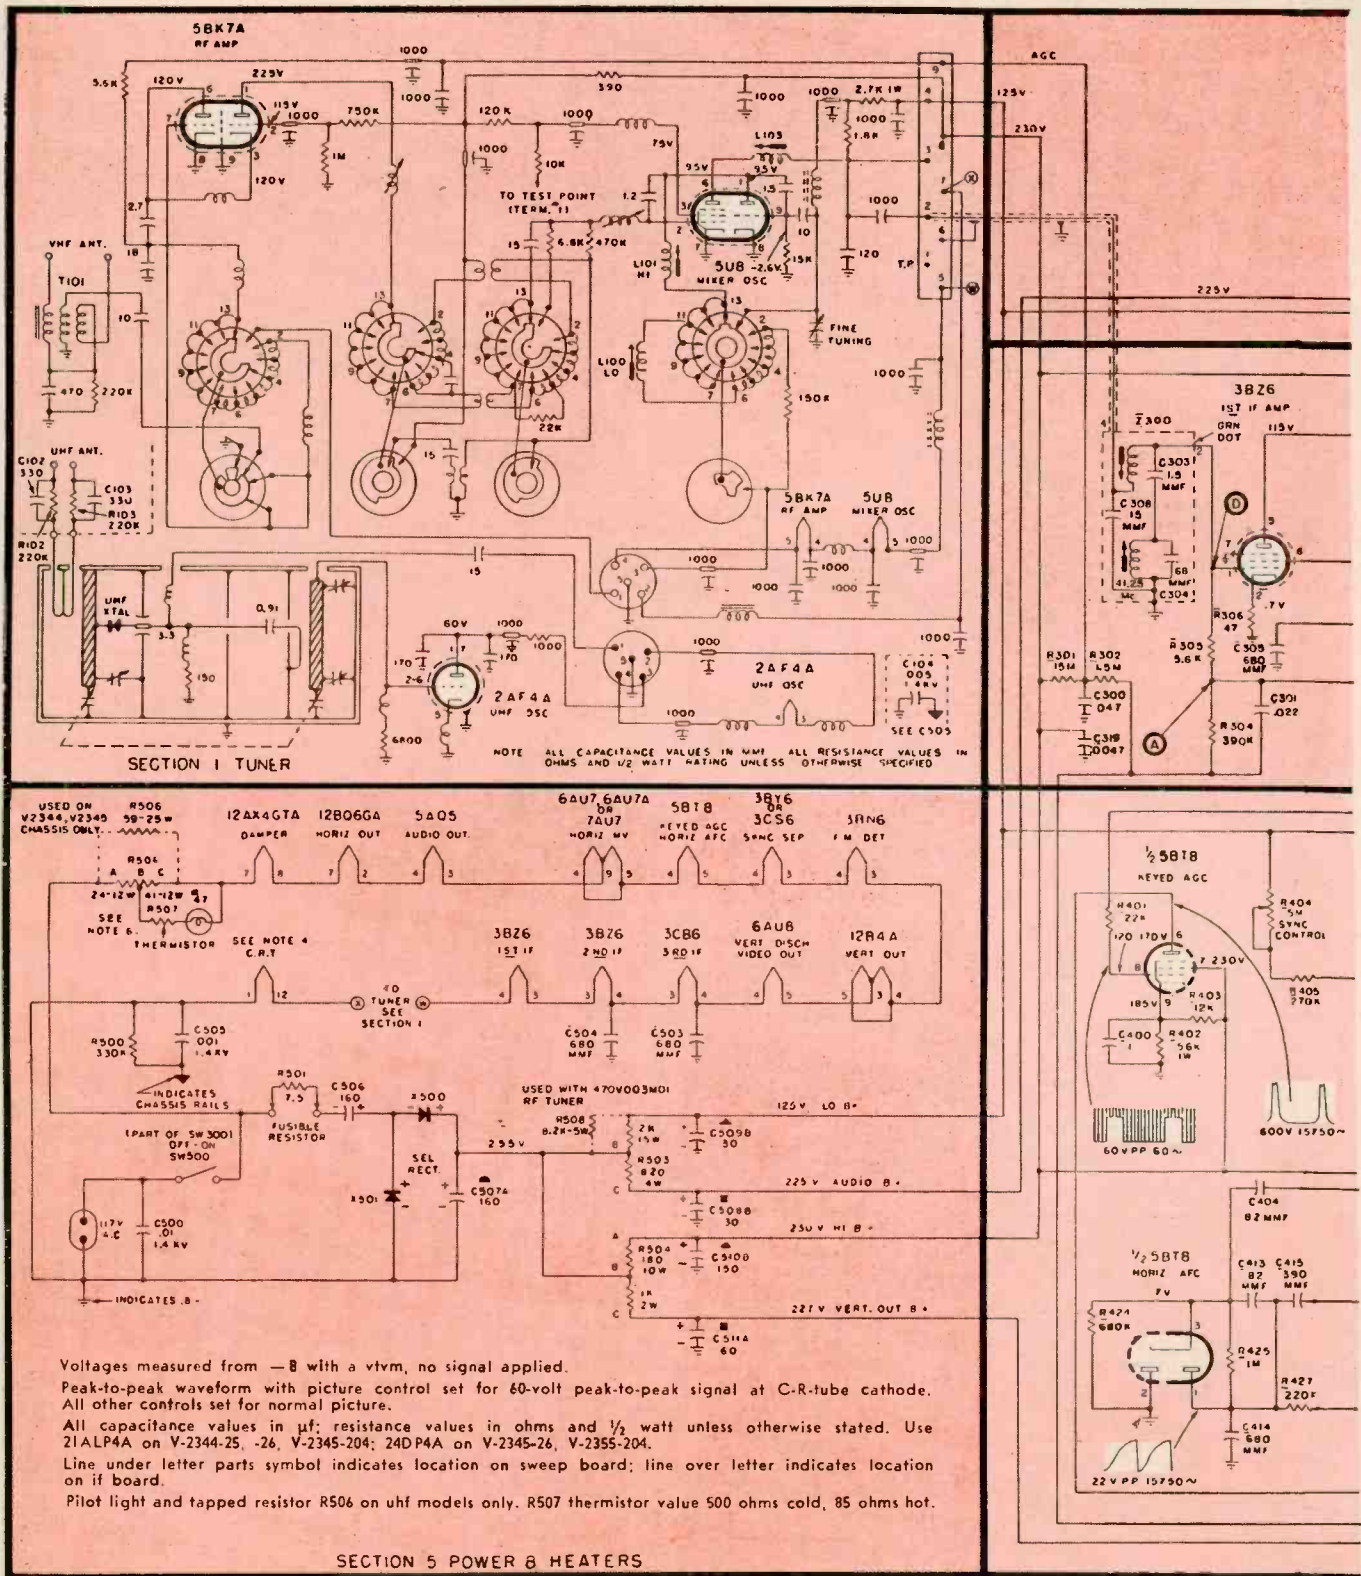 5BK7A
RF AMP
5.6K
120V
225V
115V
1000
750K
1M
120V
2.7
18
1000
1000
390
120K
1000
1000
10K
TO TEST POINT
(TERM. 1)
75V
95V
L103
95V
1.5
1.2
10
15K
5U8 -2.6V
MIXER OSC
1000
1000
2.7K 1W
1000
1.8K
1000
120
T.P.
AGC
125V
230V
225V
VHF ANT.
T101
10
470
220K
15
6.8K
470K
L101
HI
L100
LO
FINE
TUNING
1000
150K
22K
15
UHF ANT.
C102
330
C103
330
R103
220K
R102
220K
UHF
XTAL
3.3
0.91
150
15
5BK7A
RF AMP
5U8
MIXER OSC
1000
1000
1000
1000
1000
1000
60V
170
170
1000
1000
2AF4A
UHF OSC
6800
1000
2AF4A
UHF OSC
1000
C104
.005
1.4KV
SEE C505
NOTE ALL CAPACITANCE VALUES IN MMF ALL RESISTANCE VALUES IN
OHMS AND 1/2 WATT RATING UNLESS OTHERWISE SPECIFIED
SECTION 1 TUNER
3BZ6
1ST IF AMP
GRN
DOT
Z300
115V
C303
1.5
MMF
C308
15
MMF
D
41.25
MC
68
MMF
C304
R306
47
.7V
R305
5.6K
C305
680
MMF
R301
15M
R302
1.5M
C300
.047
C301
.022
R304
390K
A
C319
.0047
USED ON
V2344, V2345
CHASSIS ONLY
R506
59-25W
R506
A B C
24-12W 41-12W
#47
R507
SEE
NOTE 6
THERMISTOR
12AX4GTA
DAMPER
12BQ6GA
HORIZ OUT
5AQ5
AUDIO OUT.
6AU7, 6AU7A
OR
7AU7
HORIZ MV
5BT8
KEYED AGC
HORIZ AFC
3BY6
OR
3CS6
SYNC SEP
3BN6
FM DET
SEE NOTE 4
C.R.T
TO
TUNER
SEE
SECTION 1
3BZ6
1ST IF
3BZ6
2ND IF
3CB6
3RD IF
6AU8
VERT DISCH
VIDEO OUT
12B4A
VERT OUT
R500
330K
C505
.001
1.4KV
INDICATES
CHASSIS RAILS
C504
680
MMF
C503
680
MMF
R501
7.5
FUSIBLE
RESISTOR
C506
160
X500
SEL
RECT.
X501
C507A
160
255V
USED WITH 470V003M01
RF TUNER
R508
8.2K-5W
2K
15W
R503
820
4W
125V LO B+
C509B
30
225V AUDIO B+
C508B
30
(PART OF SW300)
OFF-ON
SW500
117V
A.C
C500
.01
1.4 KV
INDICATES B-
R504
180
10W
1K
2W
230V HI B+
C510B
150
227V VERT. OUT B+
C511A
60
1/2 5BT8
KEYED AGC
R401
22K
120 170V
7 230V
185V
R403
12K
C400
.1
R402
56K
1W
R404
.5M
SYNC
CONTROL
R405
270K
60V PP 60~
600V 15750~
C404
82 MMF
1/2 5BT8
HORIZ AFC
7V
C413
82
MMF
C415
390
MMF
R424
680K
R425
1M
R427
220K
C414
680
MMF
22V PP 15750~
Voltages measured from —B with a vtvm, no signal applied.
Peak-to-peak waveform with picture control set for 60-volt peak-to-peak signal at C-R-tube cathode.
All other controls set for normal picture.
All capacitance values in μf; resistance values in ohms and ½ watt unless otherwise stated. Use
21ALP4A on V-2344-25, -26, V-2345-204; 24DP4A on V-2345-26, V-2355-204.
Line under letter parts symbol indicates location on sweep board; line over letter indicates location
on if board.
Pilot light and tapped resistor R506 on uhf models only. R507 thermistor value 500 ohms cold, 85 ohms hot.
SECTION 5 POWER & HEATERS